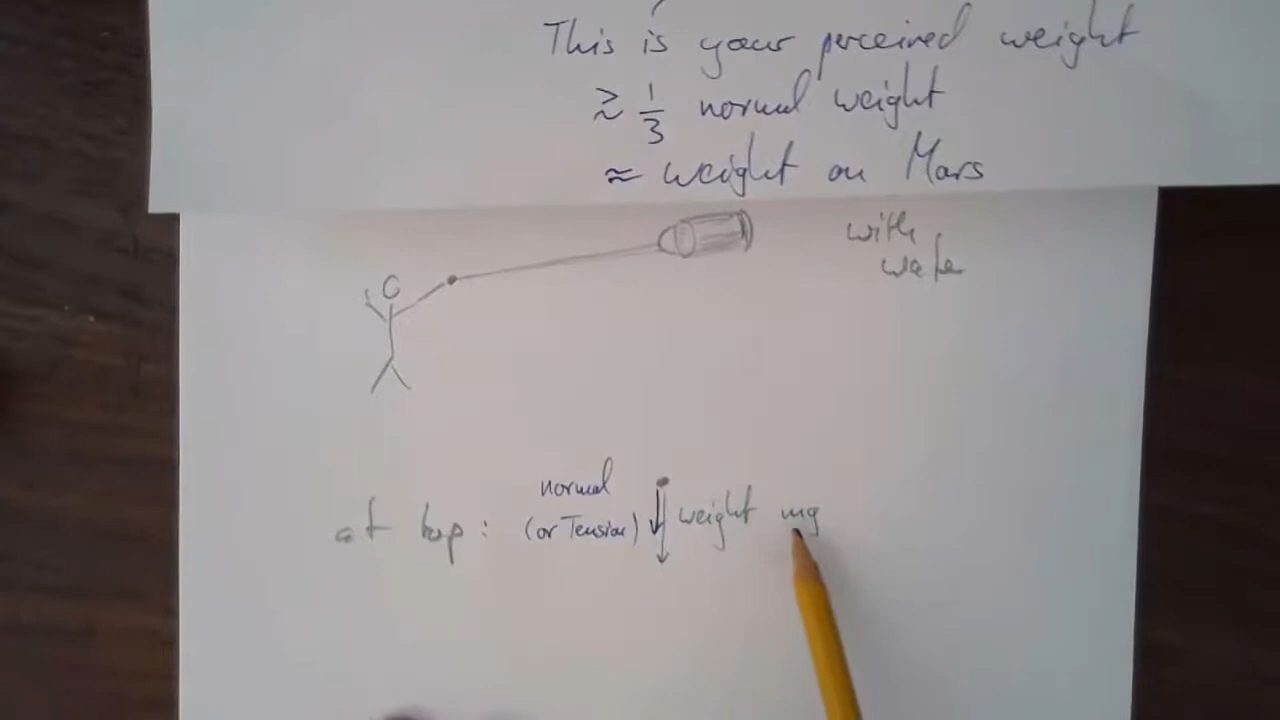 This is your perceived weight
≳ 1/3 normal weight
≈ weight on Mars
with
water
normal
at top: (or Tension) weight mg